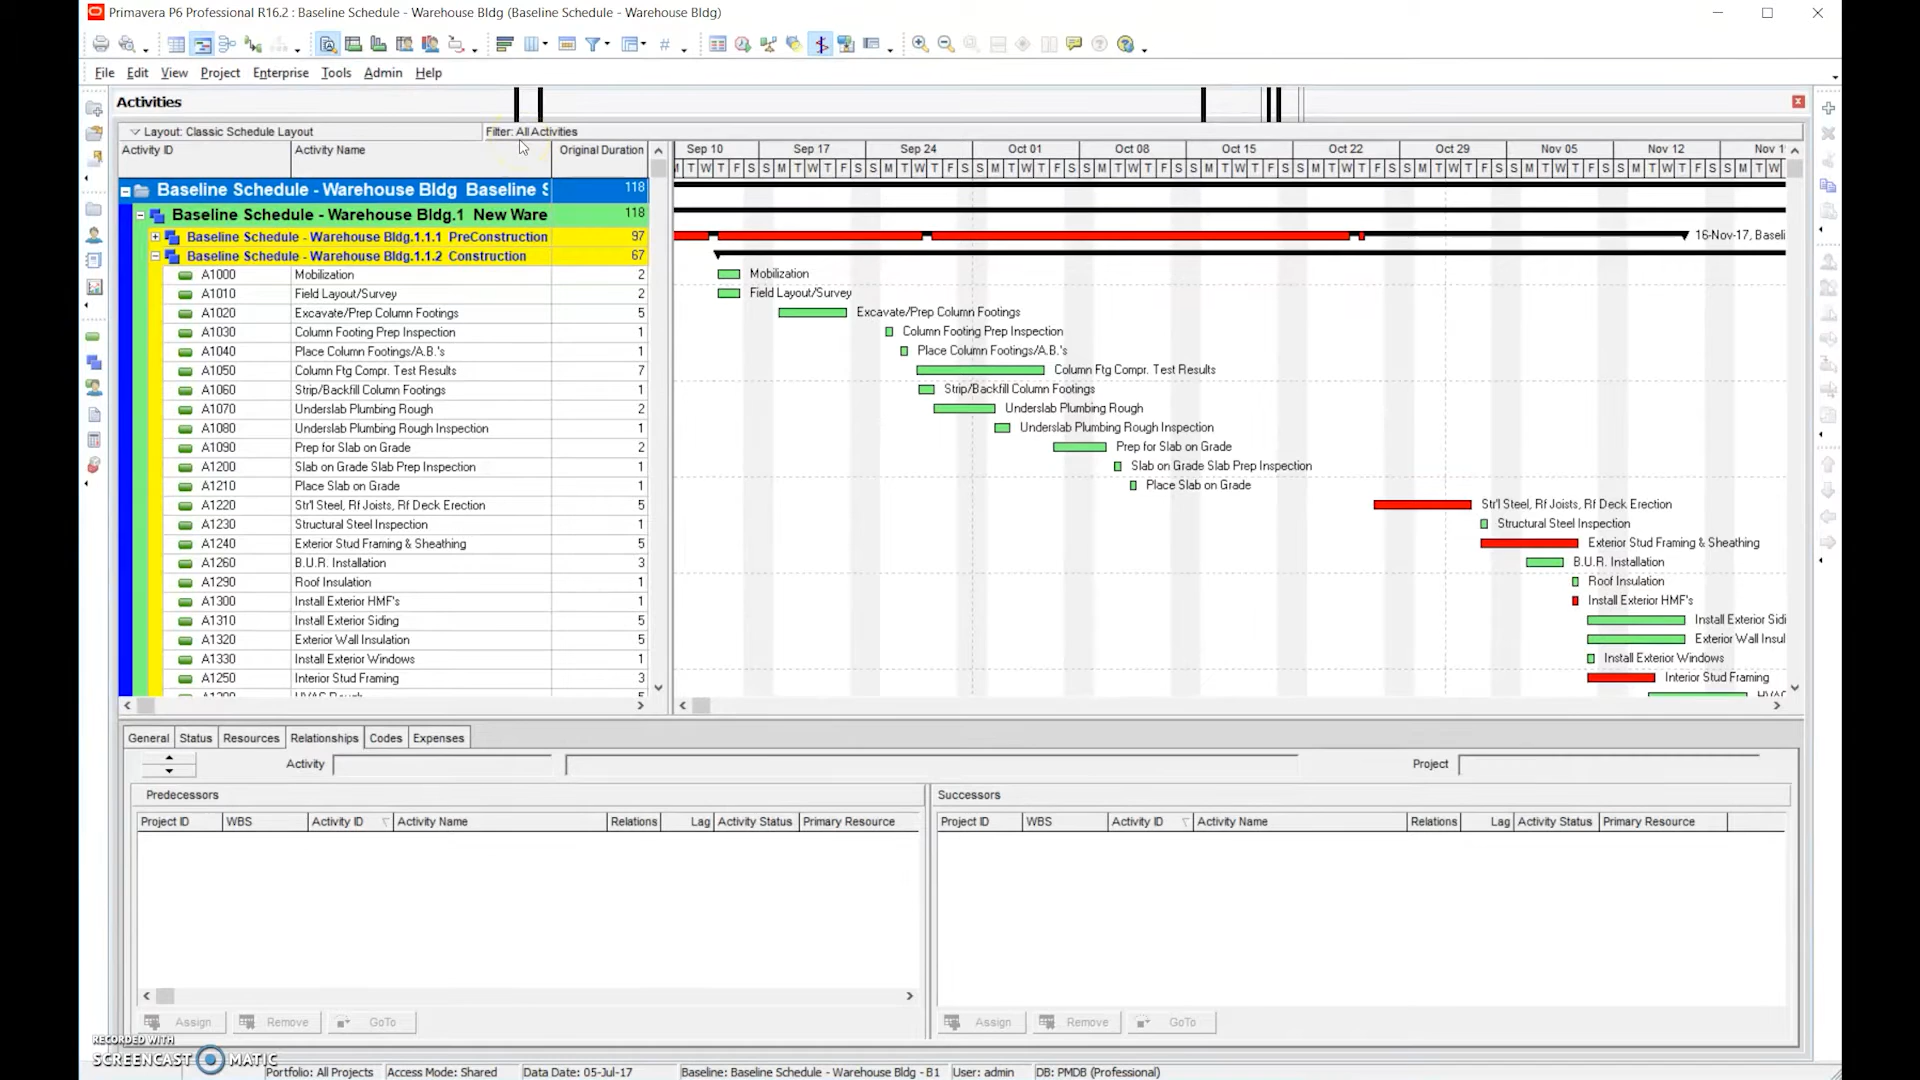 Primavera P6 Professional R16.2 : Baseline Schedule - Warehouse Bldg (Baseline Schedule - Warehouse Bldg)
File Edit View Project Enterprise Tools Admin Help
Activities
Layout: Classic Schedule Layout Filter: All Activities
Activity ID Activity Name Original Duration
Sep 10 Sep 17 Sep 24 Oct 01 Oct 08 Oct 15 Oct 22 Oct 29 Nov 05 Nov 12 Nov 1
M T W T F S S M T W T F S S M T W T F S S M T W T F S S M T W T F S S M T W T F S S M T W T F S S M T W T F S S M T W T F S S M T W T F S S M T W
Baseline Schedule - Warehouse Bldg Baseline S 118
Baseline Schedule - Warehouse Bldg.1 New Ware 118
Baseline Schedule - Warehouse Bldg.1.1.1 PreConstruction 97 16-Nov-17, Baseli
Baseline Schedule - Warehouse Bldg.1.1.2 Construction 67
A1000 Mobilization 2 Mobilization
A1010 Field Layout/Survey 2 Field Layout/Survey
A1020 Excavate/Prep Column Footings 5 Excavate/Prep Column Footings
A1030 Column Footing Prep Inspection 1 Column Footing Prep Inspection
A1040 Place Column Footings/A.B.'s 1 Place Column Footings/A.B.'s
A1050 Column Ftg Compr. Test Results 7 Column Ftg Compr. Test Results
A1060 Strip/Backfill Column Footings 1 Strip/Backfill Column Footings
A1070 Underslab Plumbing Rough 2 Underslab Plumbing Rough
A1080 Underslab Plumbing Rough Inspection 1 Underslab Plumbing Rough Inspection
A1090 Prep for Slab on Grade 2 Prep for Slab on Grade
A1200 Slab on Grade Slab Prep Inspection 1 Slab on Grade Slab Prep Inspection
A1210 Place Slab on Grade 1 Place Slab on Grade
A1220 Str'l Steel, Rf Joists, Rf Deck Erection 5 Str'l Steel, Rf Joists, Rf Deck Erection
A1230 Structural Steel Inspection 1 Structural Steel Inspection
A1240 Exterior Stud Framing & Sheathing 5 Exterior Stud Framing & Sheathing
A1260 B.U.R. Installation 3 B.U.R. Installation
A1290 Roof Insulation 1 Roof Insulation
A1300 Install Exterior HMF's 1 Install Exterior HMF's
A1310 Install Exterior Siding 5 Install Exterior Sidi
A1320 Exterior Wall Insulation 5 Exterior Wall Insul
A1330 Install Exterior Windows 1 Install Exterior Windows
A1250 Interior Stud Framing 3 Interior Stud Framing
General Status Resources Relationships Codes Expenses
Activity Project
Predecessors Successors
Project ID WBS Activity ID Activity Name Relations Lag Activity Status Primary Resource Project ID WBS Activity ID Activity Name Relations Lag Activity Status Primary Resource
Assign Remove GoTo Assign Remove GoTo
RECORDED WITH
SCREENCAST MATIC
Portfolio: All Projects Access Mode: Shared Data Date: 05-Jul-17 Baseline: Baseline Schedule - Warehouse Bldg - B1 User: admin DB: PMDB (Professional)